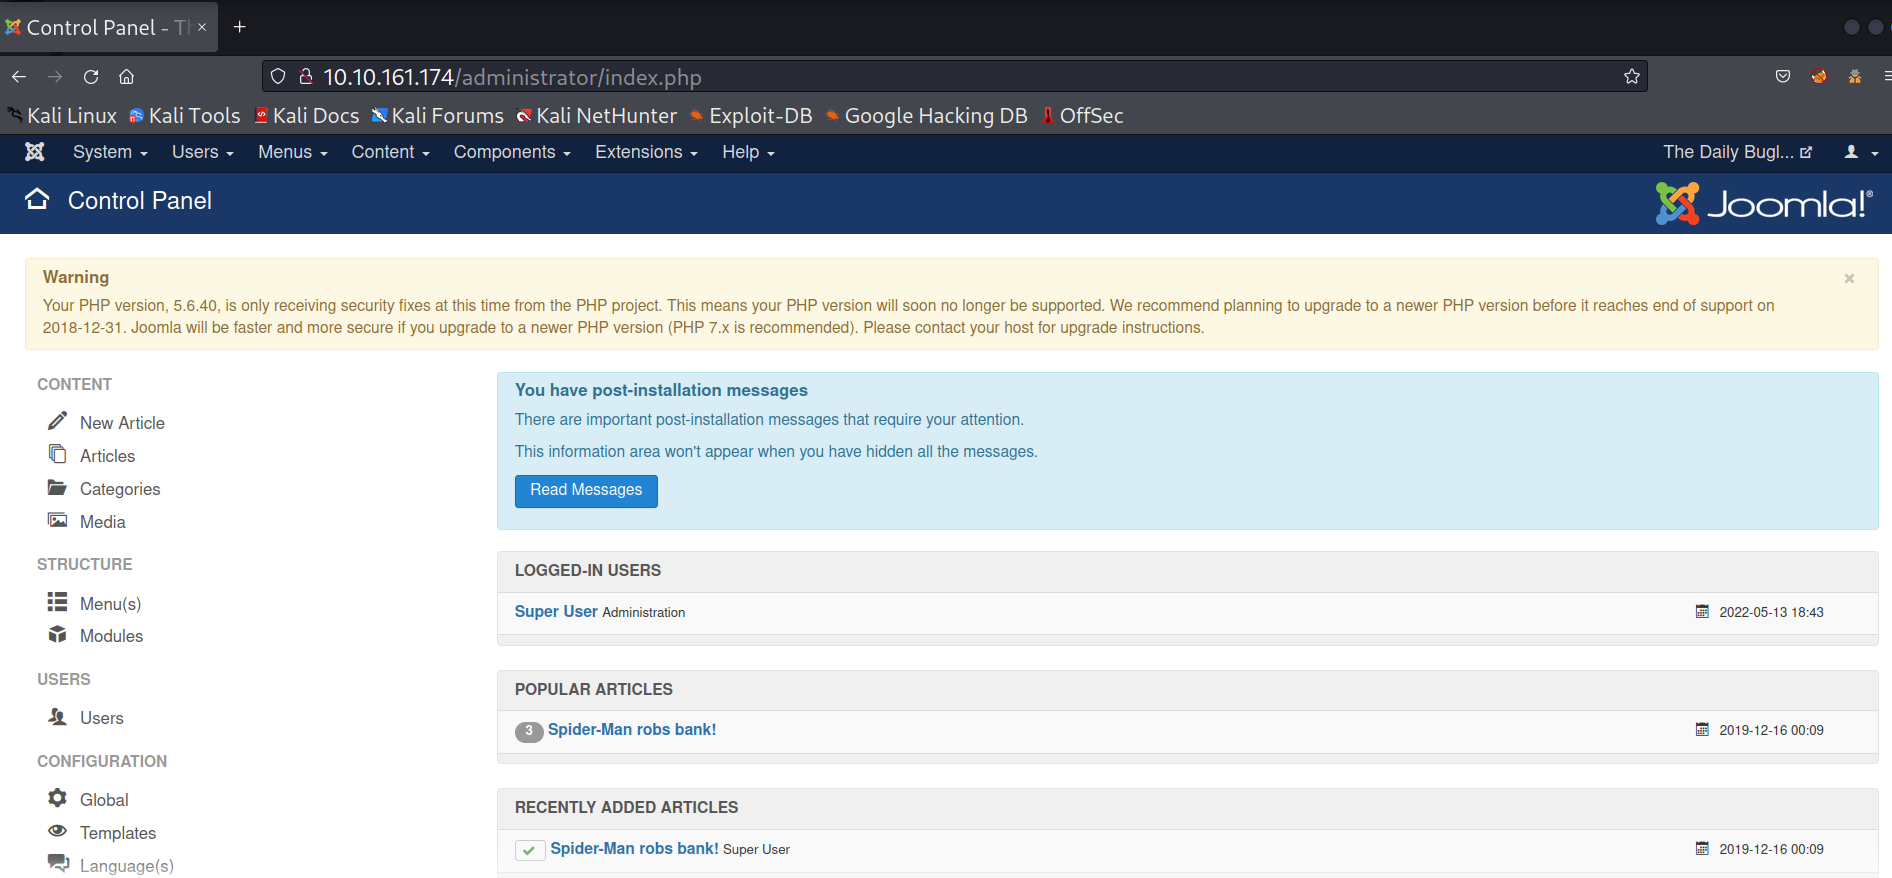 Control Panel - Th
10.10.161.174/administrator/index.php
Kali Linux Kali Tools Kali Docs Kali Forums Kali NetHunter Exploit-DB Google Hacking DB OffSec
System Users Menus Content Components Extensions Help The Daily Bugl...
Control Panel
Joomla!®
Warning
Your PHP version, 5.6.40, is only receiving security fixes at this time from the PHP project. This means your PHP version will soon no longer be supported. We recommend planning to upgrade to a newer PHP version before it reaches end of support on
2018-12-31. Joomla will be faster and more secure if you upgrade to a newer PHP version (PHP 7.x is recommended). Please contact your host for upgrade instructions.
CONTENT
New Article
Articles
Categories
Media
STRUCTURE
Menu(s)
Modules
USERS
Users
CONFIGURATION
Global
Templates
Language(s)
You have post-installation messages
There are important post-installation messages that require your attention.
This information area won't appear when you have hidden all the messages.
Read Messages
LOGGED-IN USERS
Super User Administration 2022-05-13 18:43
POPULAR ARTICLES
3 Spider-Man robs bank! 2019-12-16 00:09
RECENTLY ADDED ARTICLES
Spider-Man robs bank! Super User 2019-12-16 00:09